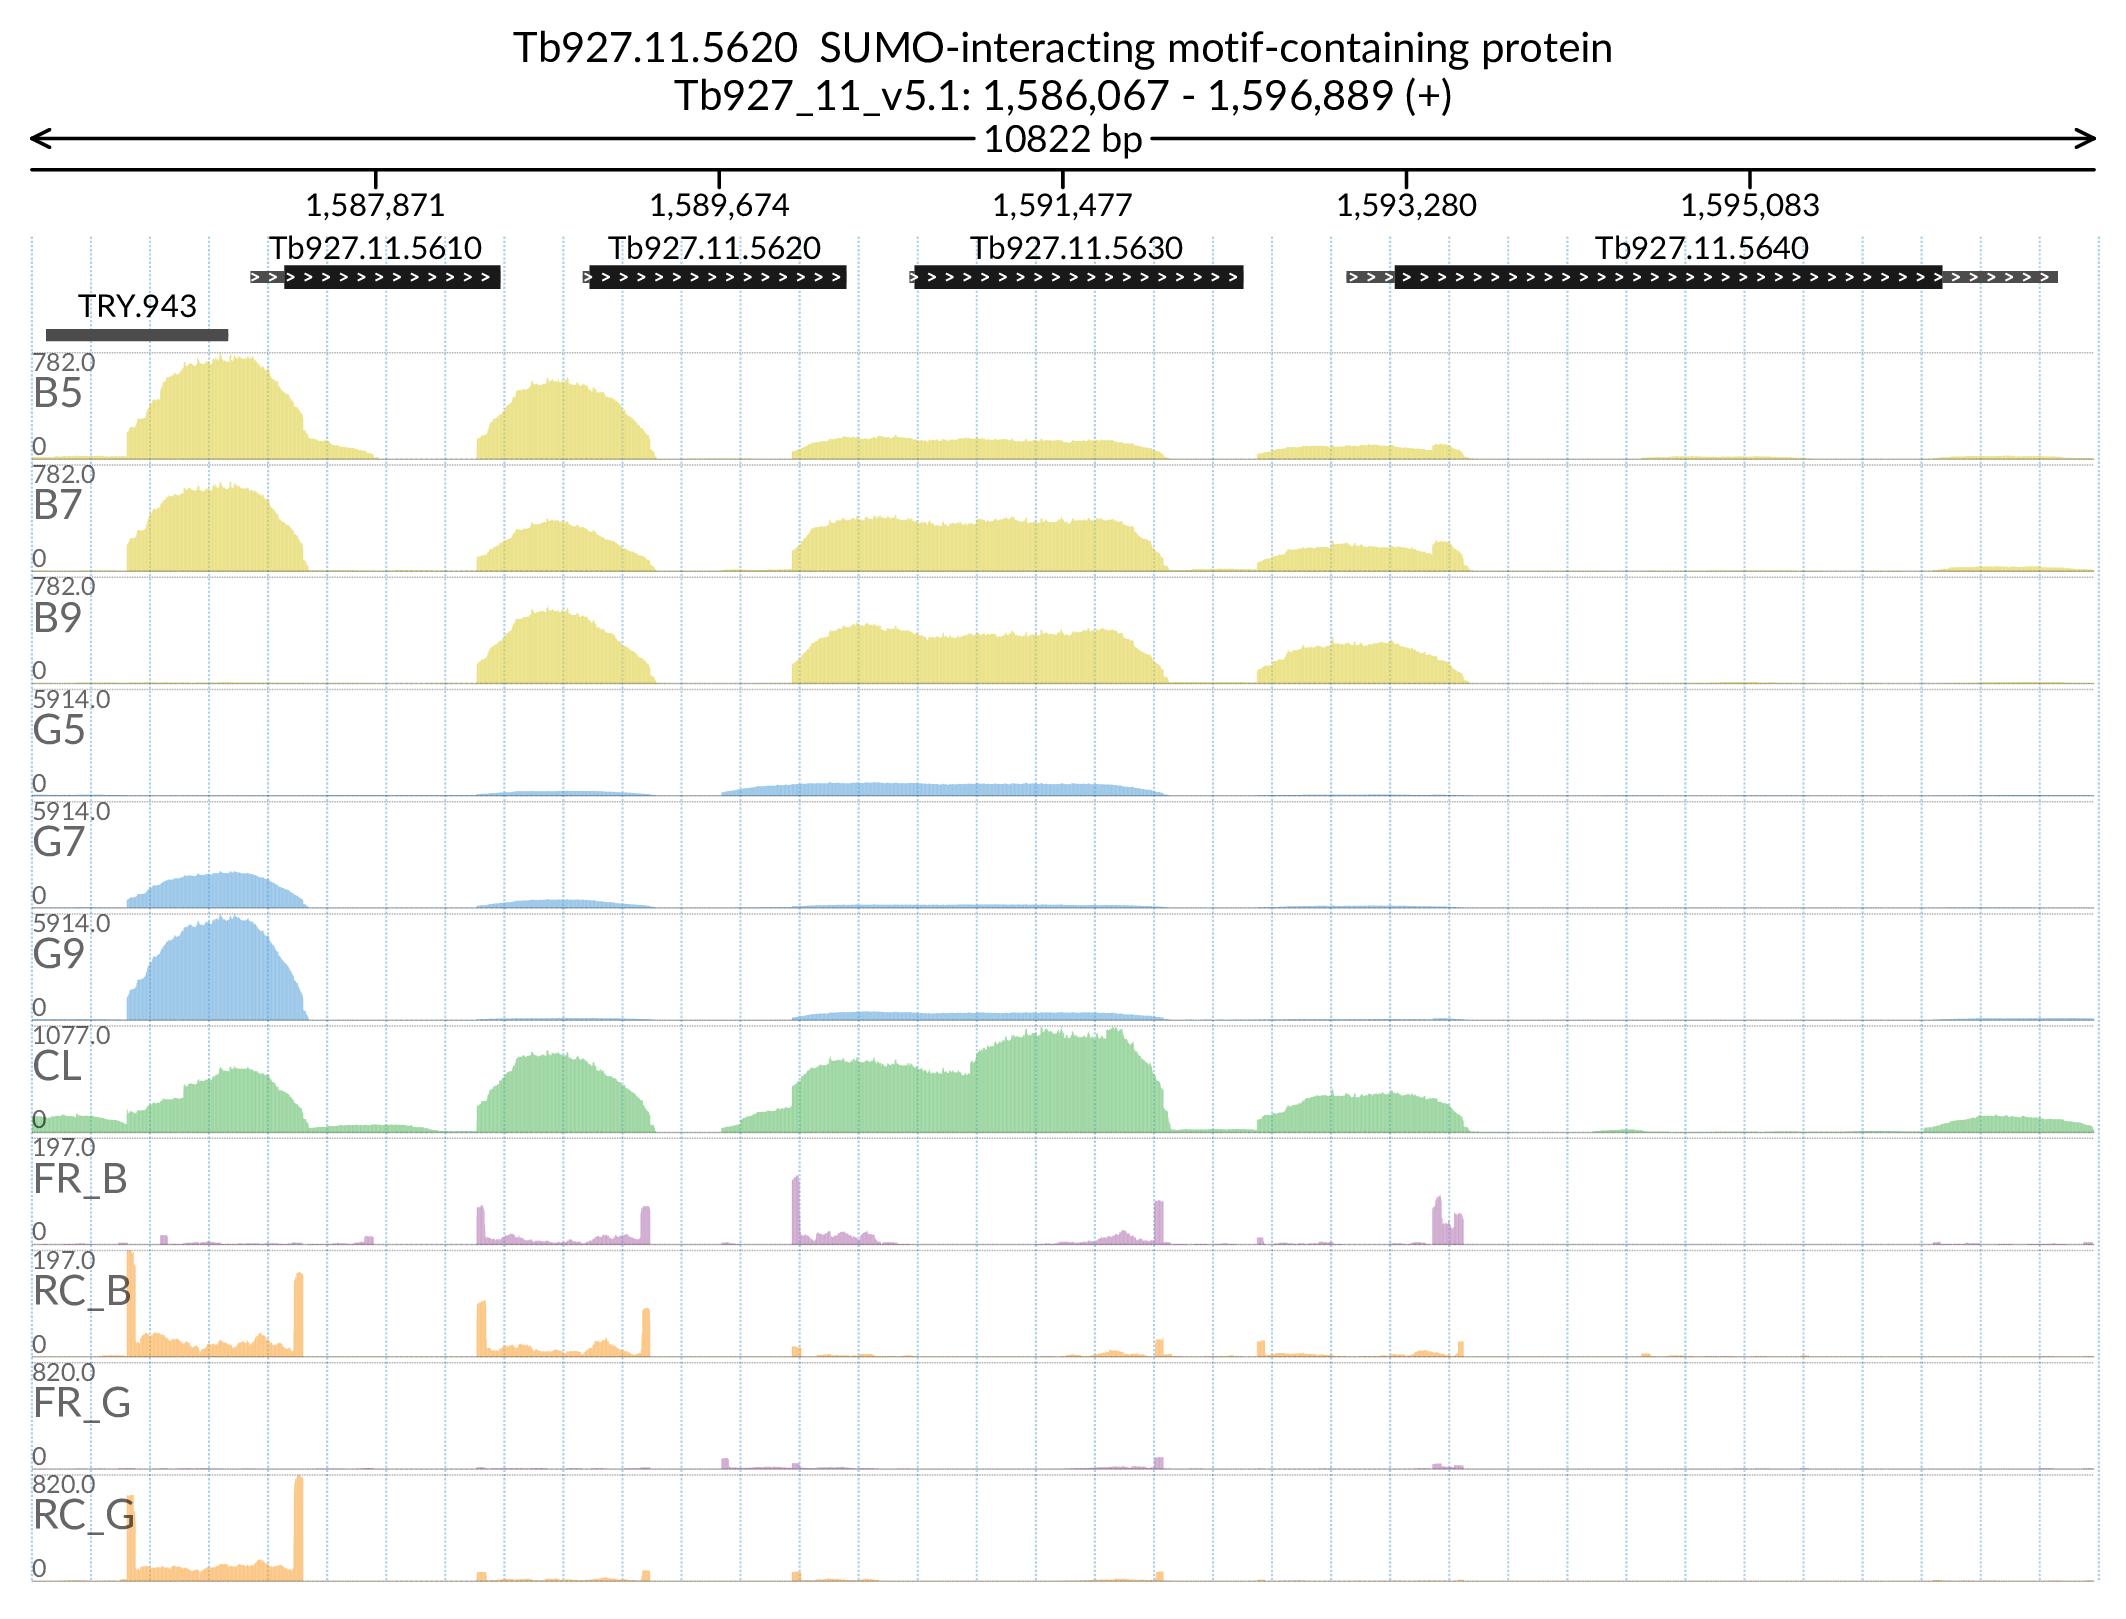 Tb927.11.5620 SUMO-interacting motif-containing protein
Tb927_11_v5.1: 1,586,067 - 1,596,889 (+)
10822 bp
1,587,871 1,589,674 1,591,477 1,593,280 1,595,083
Tb927.11.5610 Tb927.11.5620 Tb927.11.5630 Tb927.11.5640
TRY.943
782.0
B5
0
782.0
B7
0
782.0
B9
0
5914.0
G5
0
5914.0
G7
0
5914.0
G9
0
1077.0
CL
0
197.0
FR_B
0
197.0
RC_B
0
820.0
FR_G
0
820.0
RC_G
0